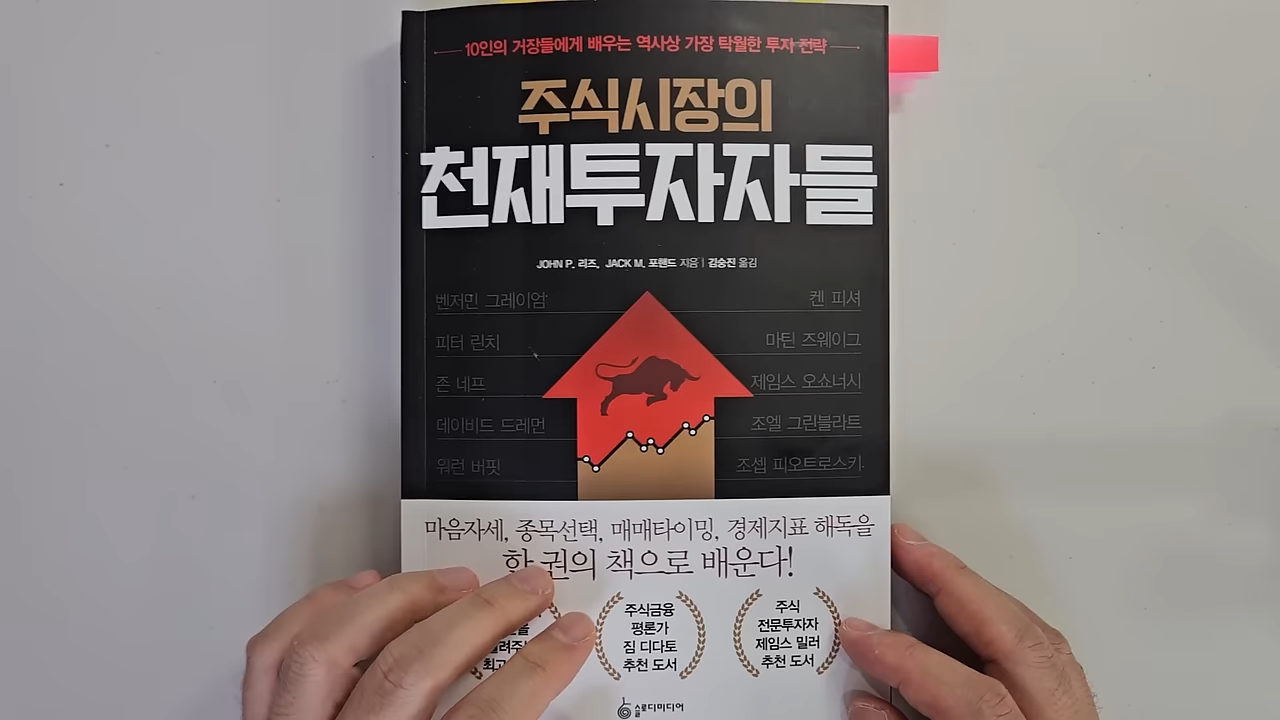 10인의 거장들에게 배우는 역사상 가장 탁월한 투자 전략
주식시장의
천재투자자들
JOHN P. 리즈, JACK M. 포핸드 지음 | 김숭진 옮김
벤저민 그레이엄
피터 린치
존 네프
데이비드 드레먼
워런 버핏
켄 피셔
마틴 즈웨이그
제임스 오쇼너시
조엘 그린블라트
조셉 피오트로스키
마음자세, 종목선택, 매매타이밍, 경제지표 해독을
한 권의 책으로 배운다!
주식금융
평론가
짐 디다토
추천 도서
주식
전문투자자
제임스 밀러
추천 도서